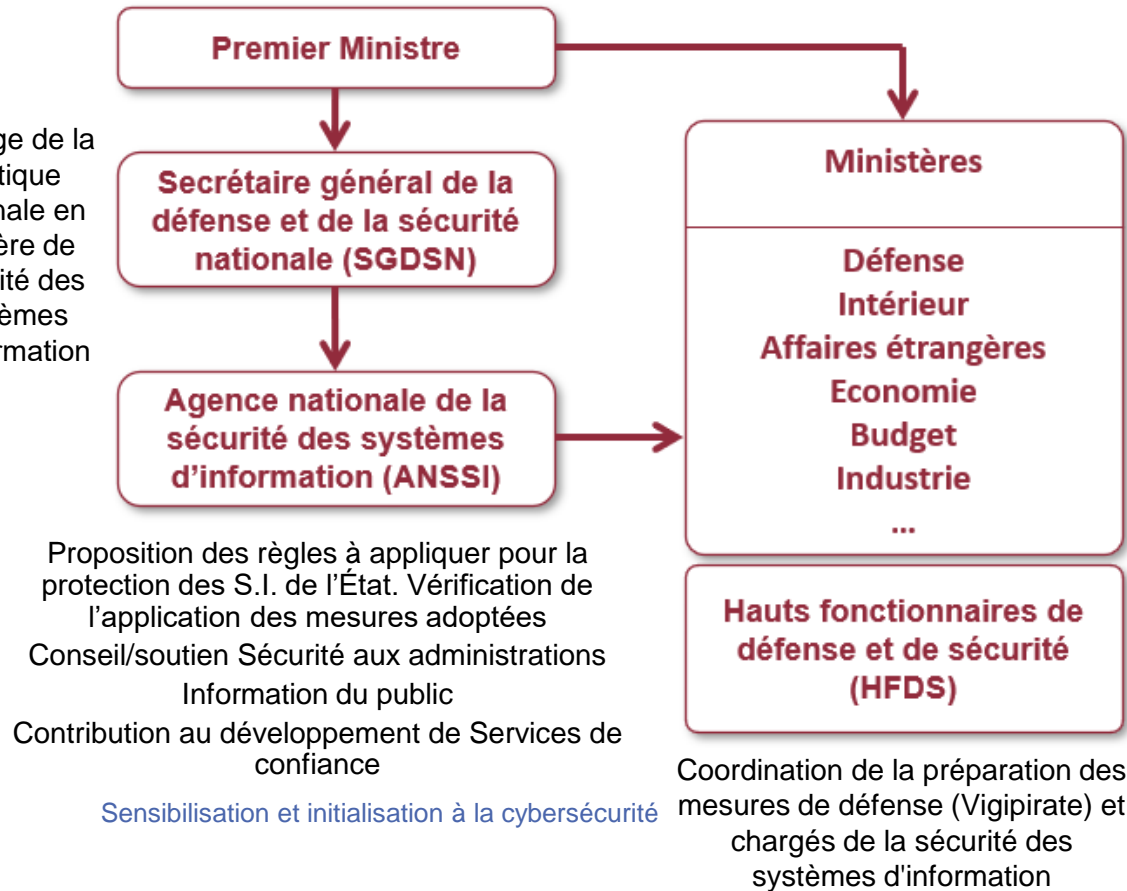 Premier Ministre
ge de la
tique
nale en
ère de
ité des
èmes
rmation
Secrétaire général de la
défense et de la sécurité
nationale (SGDSN)
Agence nationale de la
sécurité des systèmes
d'information (ANSSI)
Proposition des règles à appliquer pour la
protection des S.I. de l'État. Vérification de
l'application des mesures adoptées
Conseil/soutien Sécurité aux administrations
Information du public
Contribution au développement de Services de
confiance
Sensibilisation et initialisation à la cybersécurité
Ministères
Défense
Intérieur
Affaires étrangères
Economie
Budget
Industrie
...
Hauts fonctionnaires de
défense et de sécurité
(HFDS)
Coordination de la préparation des
mesures de défense (Vigipirate) et
chargés de la sécurité des
systèmes d'information